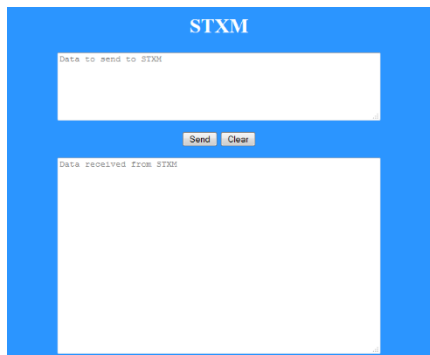 STXM
Data to send to STXM
Send Clear
Data received from STXM